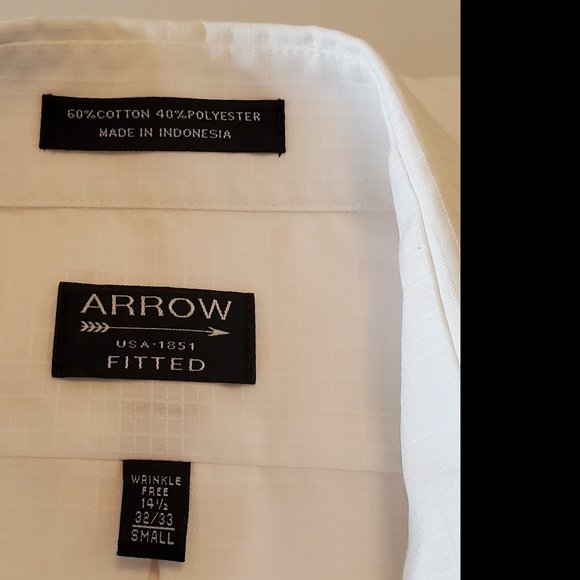 60%COTTON 40%POLYESTER
MADE IN INDONESIA
ARROW
USA·1851
FITTED
WRINKLE
FREE
14½
32/33
SMALL